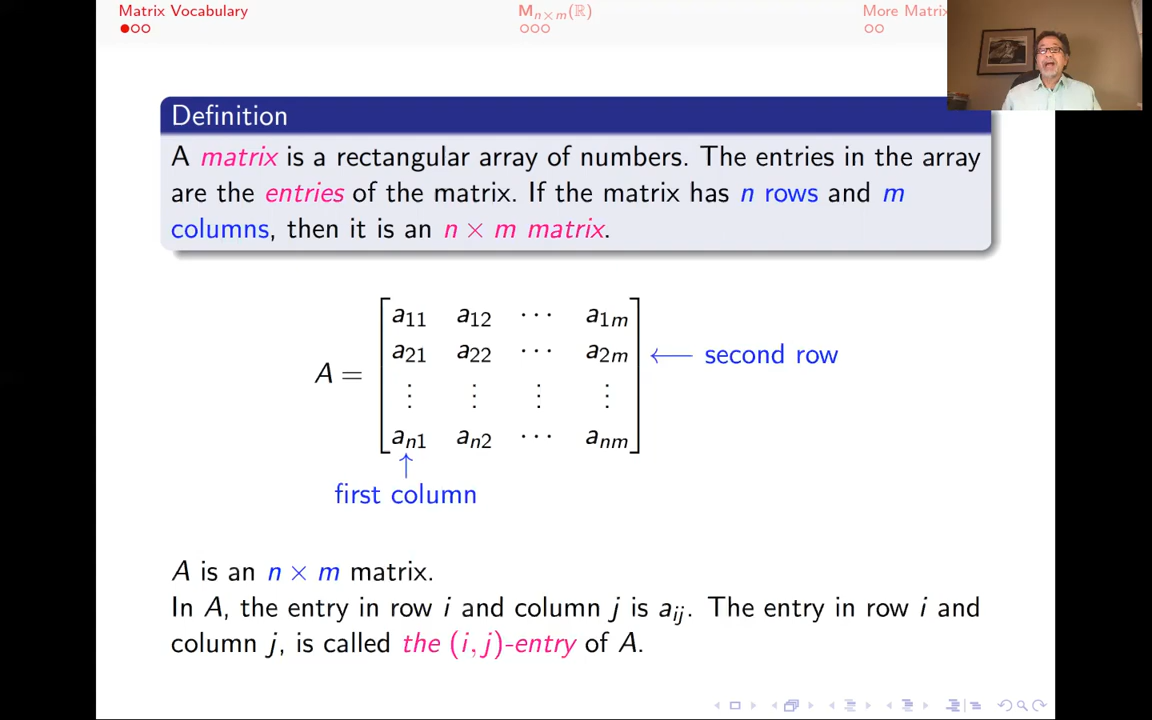 Matrix Vocabulary Mₙₓₘ(ℝ) More Matri
Definition
A matrix is a rectangular array of numbers. The entries in the array
are the entries of the matrix. If the matrix has n rows and m
columns, then it is an n × m matrix.
a₁₁ a₁₂ ⋯ a₁ₘ
a₂₁ a₂₂ ⋯ a₂ₘ ⟵ second row
A =
⋮ ⋮ ⋮ ⋮
aₙ₁ aₙ₂ ⋯ aₙₘ
↑
first column
A is an n × m matrix.
In A, the entry in row i and column j is aᵢⱼ. The entry in row i and
column j, is called the (i, j)-entry of A.